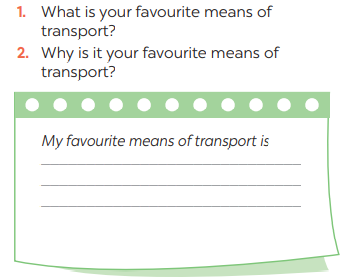 1. What is your favourite means of
transport?
2. Why is it your favourite means of
transport?
My favourite means of transport is